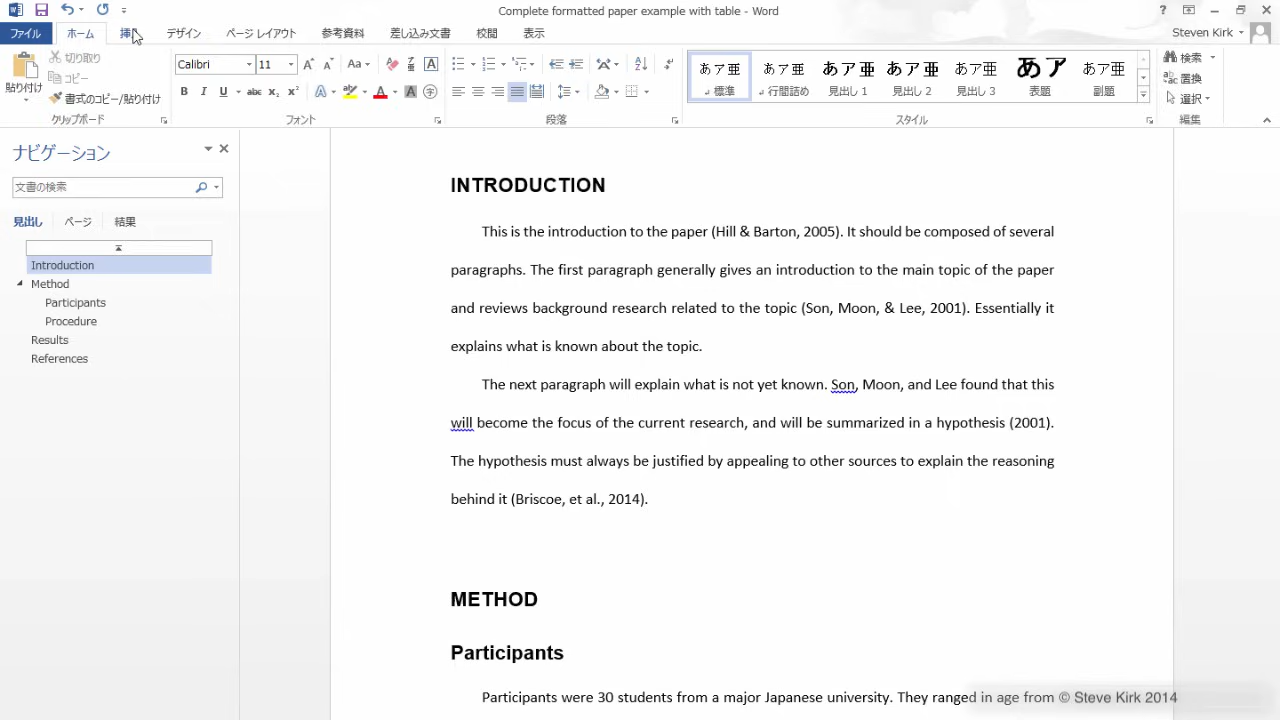 Complete formatted paper example with table - Word
Steven Kirk
ファイル ホーム 挿入 デザイン ページ レイアウト 参考資料 差し込み文書 校閲 表示
貼り付け
切り取り
コピー
書式のコピー/貼り付け
クリップボード
Calibri 11
フォント
段落
あア亜 標準
あア亜 行間詰め
あア亜 見出し 1
あア亜 見出し 2
あア亜 見出し 3
あア 表題
あア亜 副題
スタイル
検索
置換
選択
編集
ナビゲーション
文書の検索
見出し ページ 結果
Introduction
Method
Participants
Procedure
Results
References
INTRODUCTION
This is the introduction to the paper (Hill & Barton, 2005). It should be composed of several
paragraphs. The first paragraph generally gives an introduction to the main topic of the paper
and reviews background research related to the topic (Son, Moon, & Lee, 2001). Essentially it
explains what is known about the topic.
The next paragraph will explain what is not yet known. Son, Moon, and Lee found that this
will become the focus of the current research, and will be summarized in a hypothesis (2001).
The hypothesis must always be justified by appealing to other sources to explain the reasoning
behind it (Briscoe, et al., 2014).
METHOD
Participants
Participants were 30 students from a major Japanese university. They ranged in age from
© Steve Kirk 2014